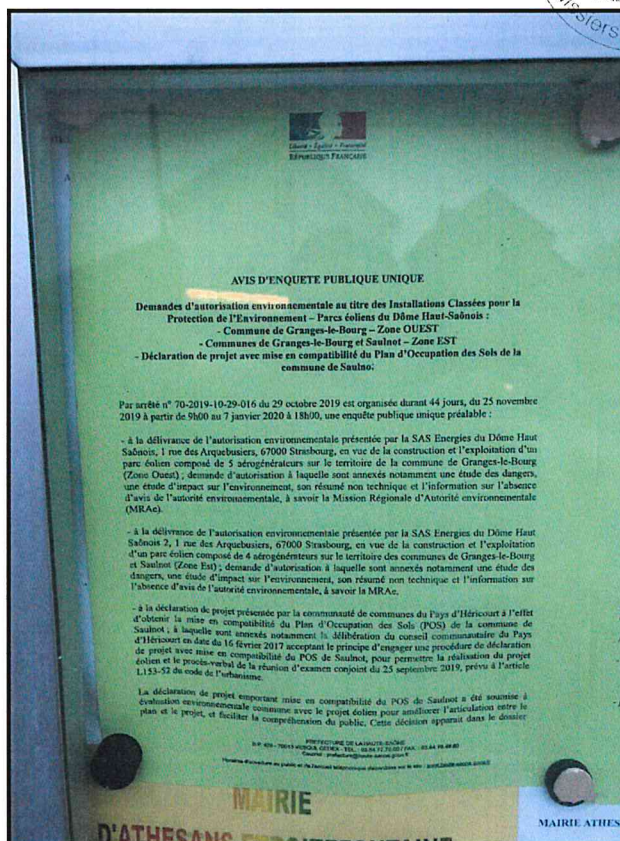 ssiers
Liberté • Égalité • Fraternité
RÉPUBLIQUE FRANÇAISE
AVIS D'ENQUETE PUBLIQUE UNIQUE
Demandes d'autorisation environnementale au titre des Installations Classées pour la
Protection de l'Environnement – Parcs éoliens du Dôme Haut-Saônois :
- Commune de Granges-le-Bourg – Zone OUEST
- Communes de Granges-le-Bourg et Saulnot – Zone EST
- Déclaration de projet avec mise en compatibilité du Plan d'Occupation des Sols de la
commune de Saulnot
Par arrêté n° 70-2019-10-29-016 du 29 octobre 2019 est organisée durant 44 jours, du 25 novembre
2019 à partir de 9h00 au 7 janvier 2020 à 18h00, une enquête publique unique préalable :
- à la délivrance de l'autorisation environnementale présentée par la SAS Energies du Dôme Haut
Saônois, 1 rue des Arquebusiers, 67000 Strasbourg, en vue de la construction et l'exploitation d'un
parc éolien composé de 5 aérogénérateurs sur le territoire de la commune de Granges-le-Bourg
(Zone Ouest) ; demande d'autorisation à laquelle sont annexés notamment une étude des dangers,
une étude d'impact sur l'environnement, son résumé non technique et l'information sur l'absence
d'avis de l'autorité environnementale, à savoir la Mission Régionale d'Autorité environnementale
(MRAe).
- à la délivrance de l'autorisation environnementale présentée par la SAS Energies du Dôme Haut
Saônois 2, 1 rue des Arquebusiers, 67000 Strasbourg, en vue de la construction et l'exploitation
d'un parc éolien composé de 4 aérogénérateurs sur le territoire des communes de Granges-le-Bourg
et Saulnot (Zone Est) ; demande d'autorisation à laquelle sont annexés notamment une étude des
dangers, une étude d'impact sur l'environnement, son résumé non technique et l'information sur
l'absence d'avis de l'autorité environnementale, à savoir la MRAe.
- à la déclaration de projet présentée par la communauté de communes du Pays d'Héricourt à l'effet
d'obtenir la mise en compatibilité du Plan d'Occupation des Sols (POS) de la commune de
Saulnot ; à laquelle sont annexés notamment la délibération du conseil communautaire du Pays
d'Héricourt en date du 16 février 2017 acceptant le principe d'engager une procédure de déclaration
de projet avec mise en compatibilité du POS de Saulnot, pour permettre la réalisation du projet
éolien et le procès-verbal de la réunion d'examen conjoint du 25 septembre 2019, prévu à l'article
L153-52 du code de l'urbanisme.
La déclaration de projet emportant mise en compatibilité du POS de Saulnot a été soumise à
évaluation environnementale commune avec le projet éolien pour améliorer l'articulation entre le
plan et le projet, et faciliter la compréhension du public. Cette décision apparait dans le dossier
PREFECTURE DE LA HAUTE-SAÔNE
MAIRIE
D'ATHESANS
MAIRIE ATHES